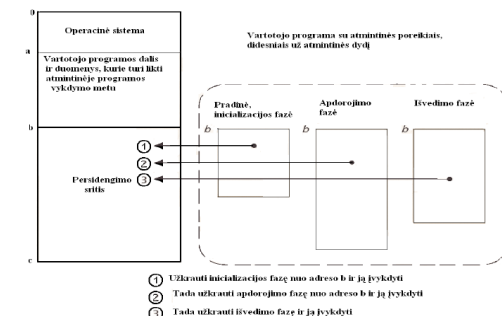 0
Operacinė sistema
a
Vartotojo programos dalis
ir duomenys, kurie turi likti
atmintinėje programos
vykdymo metu
b
Persidengimo
sritis
c
Vartotojo programa su atmintinės poreikiais,
didesniais už atmintinės dydį
Pradinė,
inicializacijos fazė
Apdorojimo
fazė
Išvedimo fazė
b
b
b
1
2
3
1 Užkrauti inicializacijos fazę nuo adreso b ir ją įvykdyti
2 Tada užkrauti apdorojimo fazę nuo adreso b ir ją įvykdyti
3 Tada užkrauti išvedimo fazę ir ją įvykdyti